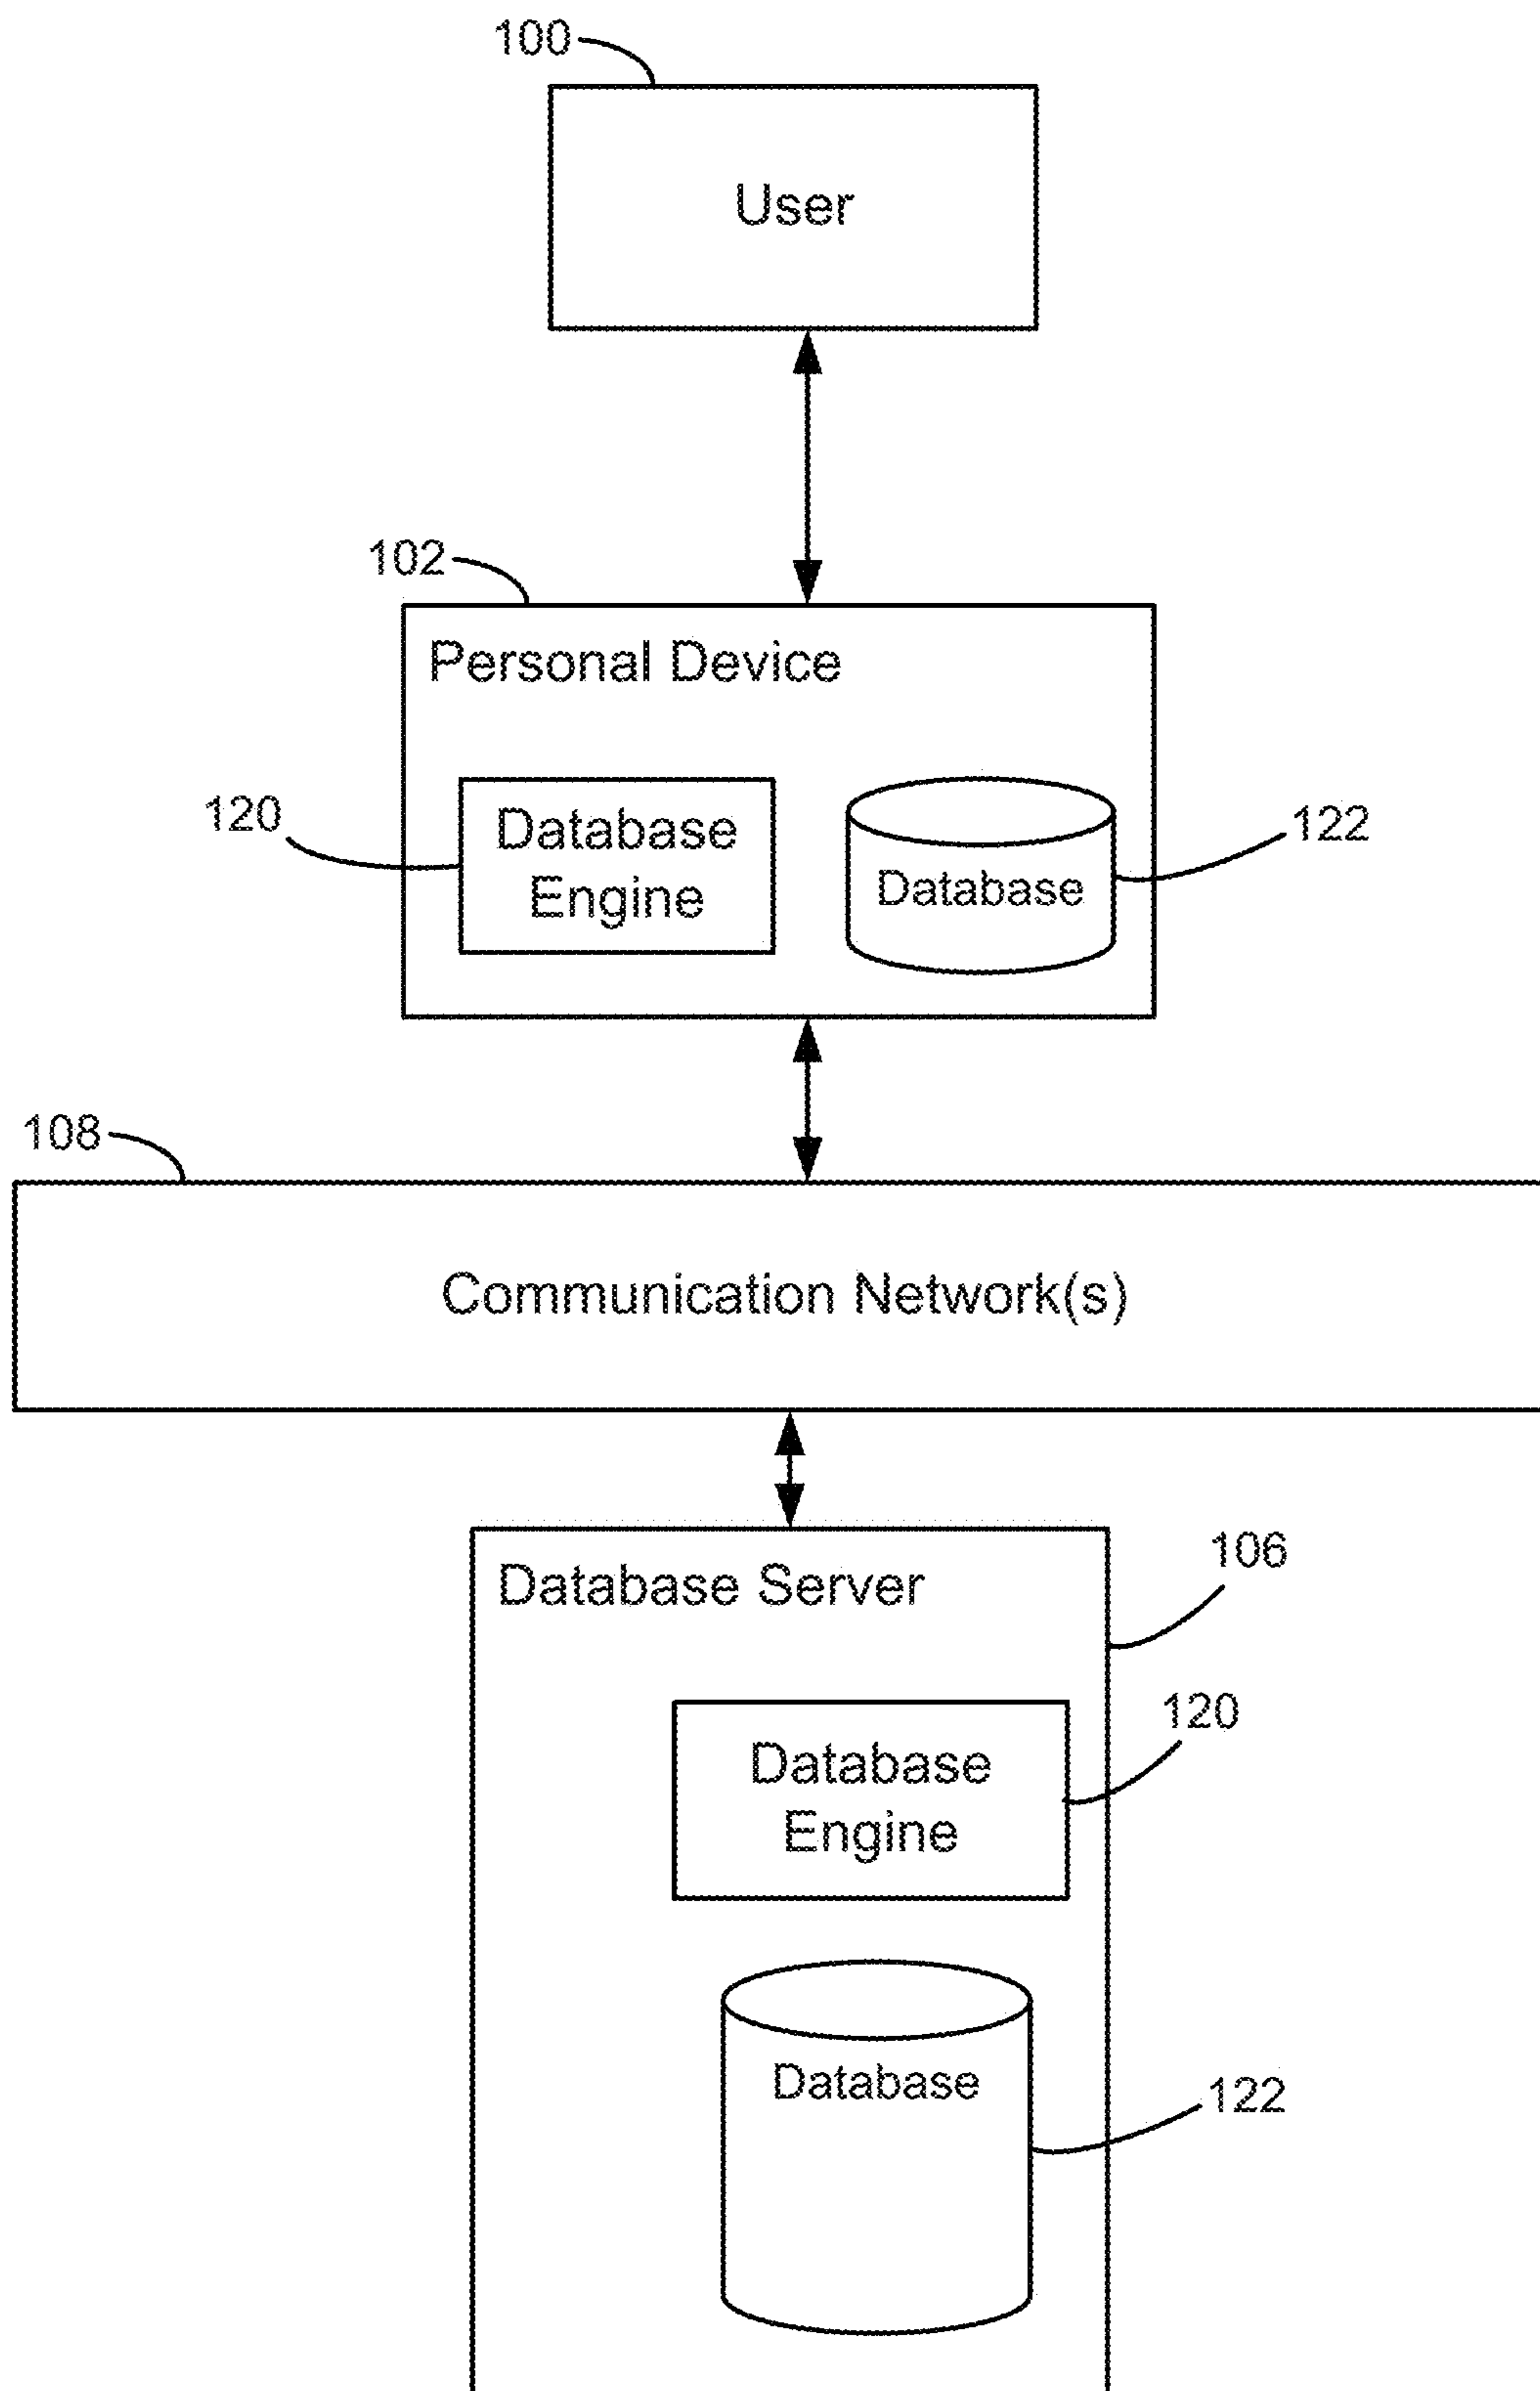 100
User
102
Personal Device
120
Database
Engine
Database
122
108
Communication Network(s)
106
Database Server
120
Database
Engine
Database
122